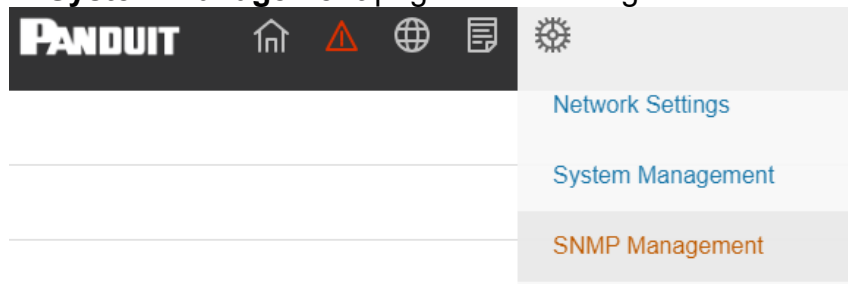 PANDUIT
Network Settings
System Management
SNMP Management